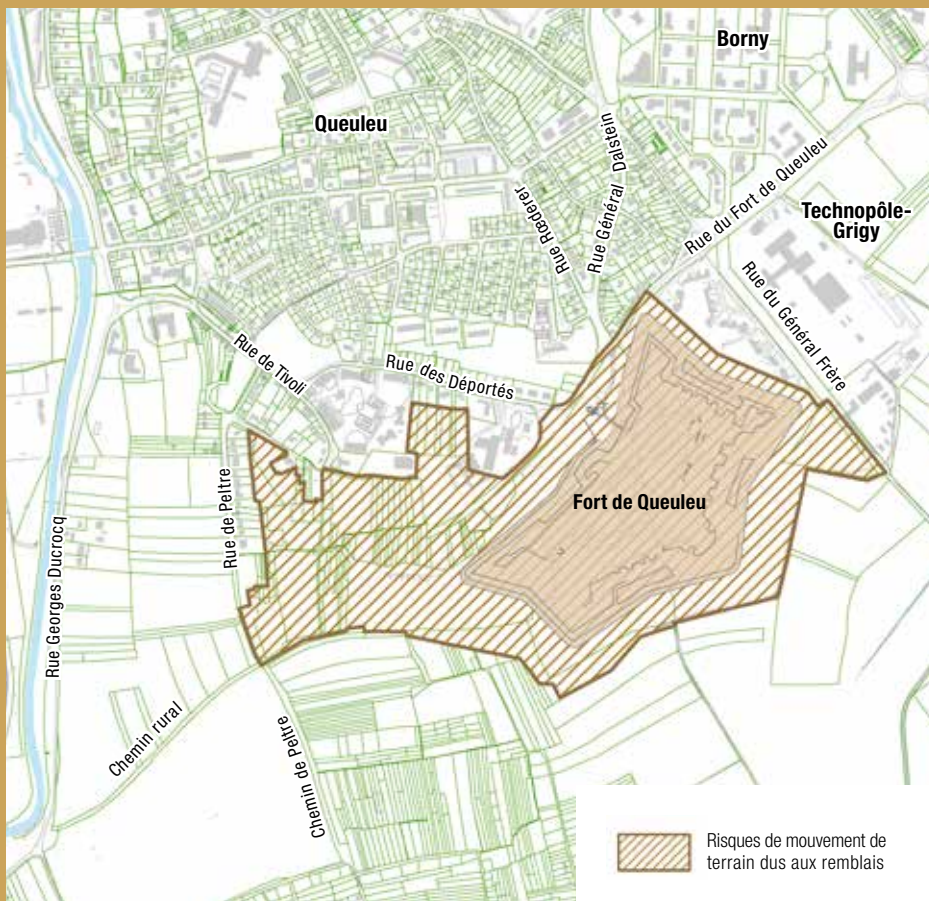 Borny
Queuleu
Rue Général Dalstein
Rue Rœderer
Rue du Fort de Queuleu
Technopôle-
Grigy
Rue du Général Frère
Rue de Tivoli
Rue des Déportés
Fort de Queuleu
Rue de Peltre
Rue Georges Ducrocq
Chemin rural
Chemin de Peltre
Risques de mouvement de
terrain dus aux remblais